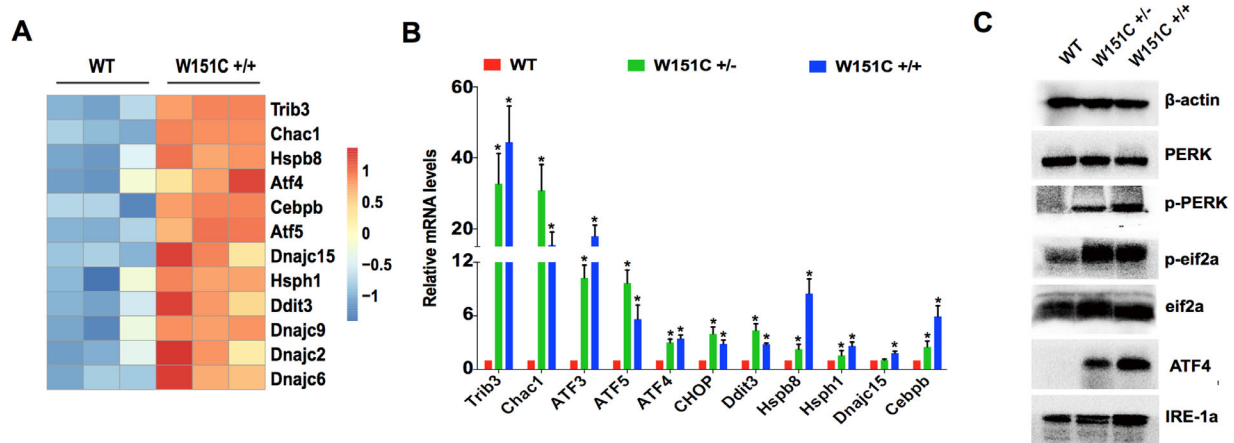 A
WT
W151C +/+
Trib3
Chac1
Hspb8
Atf4
Cebpb
Atf5
Dnajc15
Hsph1
Ddit3
Dnajc9
Dnajc2
Dnajc6
1
0.5
0
−0.5
−1
B
WT
W151C +/-
W151C +/+
Relative mRNA levels
60
40
20
12
6
0
* * * * * * * * * * * * * * * * * * * * *
Trib3
Chac1
ATF3
ATF5
ATF4
CHOP
Ddit3
Hspb8
Hsph1
Dnajc15
Cebpb
C
WT
W151C +/-
W151C +/+
β-actin
PERK
p-PERK
p-eif2a
eif2a
ATF4
IRE-1a